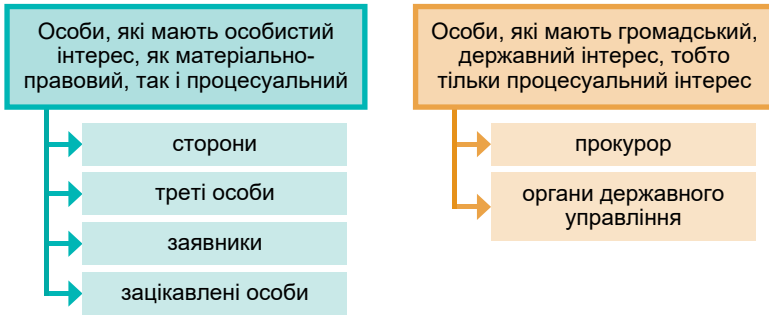 Особи, які мають особистий
інтерес, як матеріально-
правовий, так і процесуальний
сторони
треті особи
заявники
зацікавлені особи
Особи, які мають громадський,
державний інтерес, тобто
тільки процесуальний інтерес
прокурор
органи державного
управління